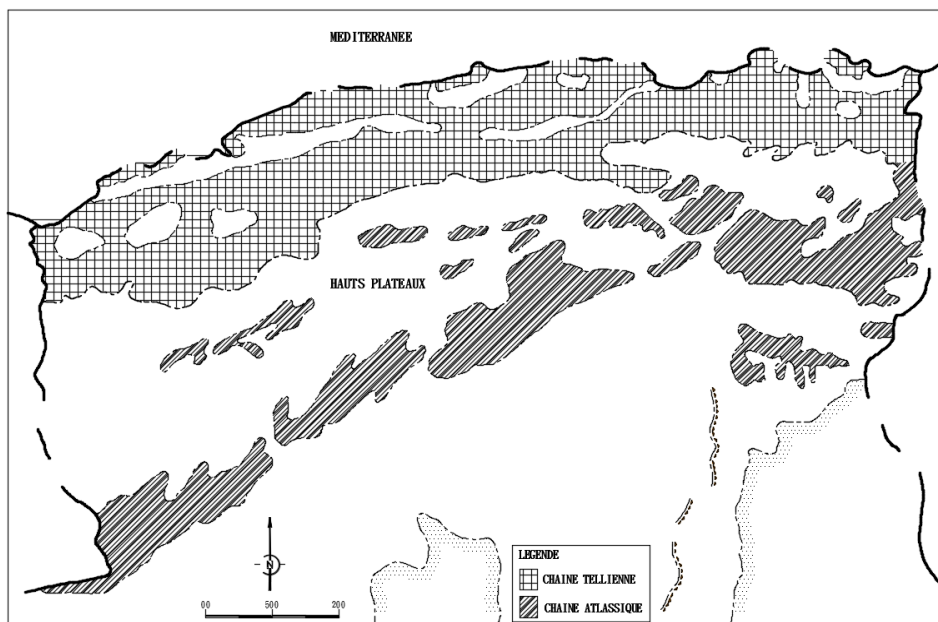 MEDITERRANEE
HAUTS PLATEAUX
N
00 500 200
LEGENDE
CHAINE TELLIENNE
CHAINE ATLASSIQUE